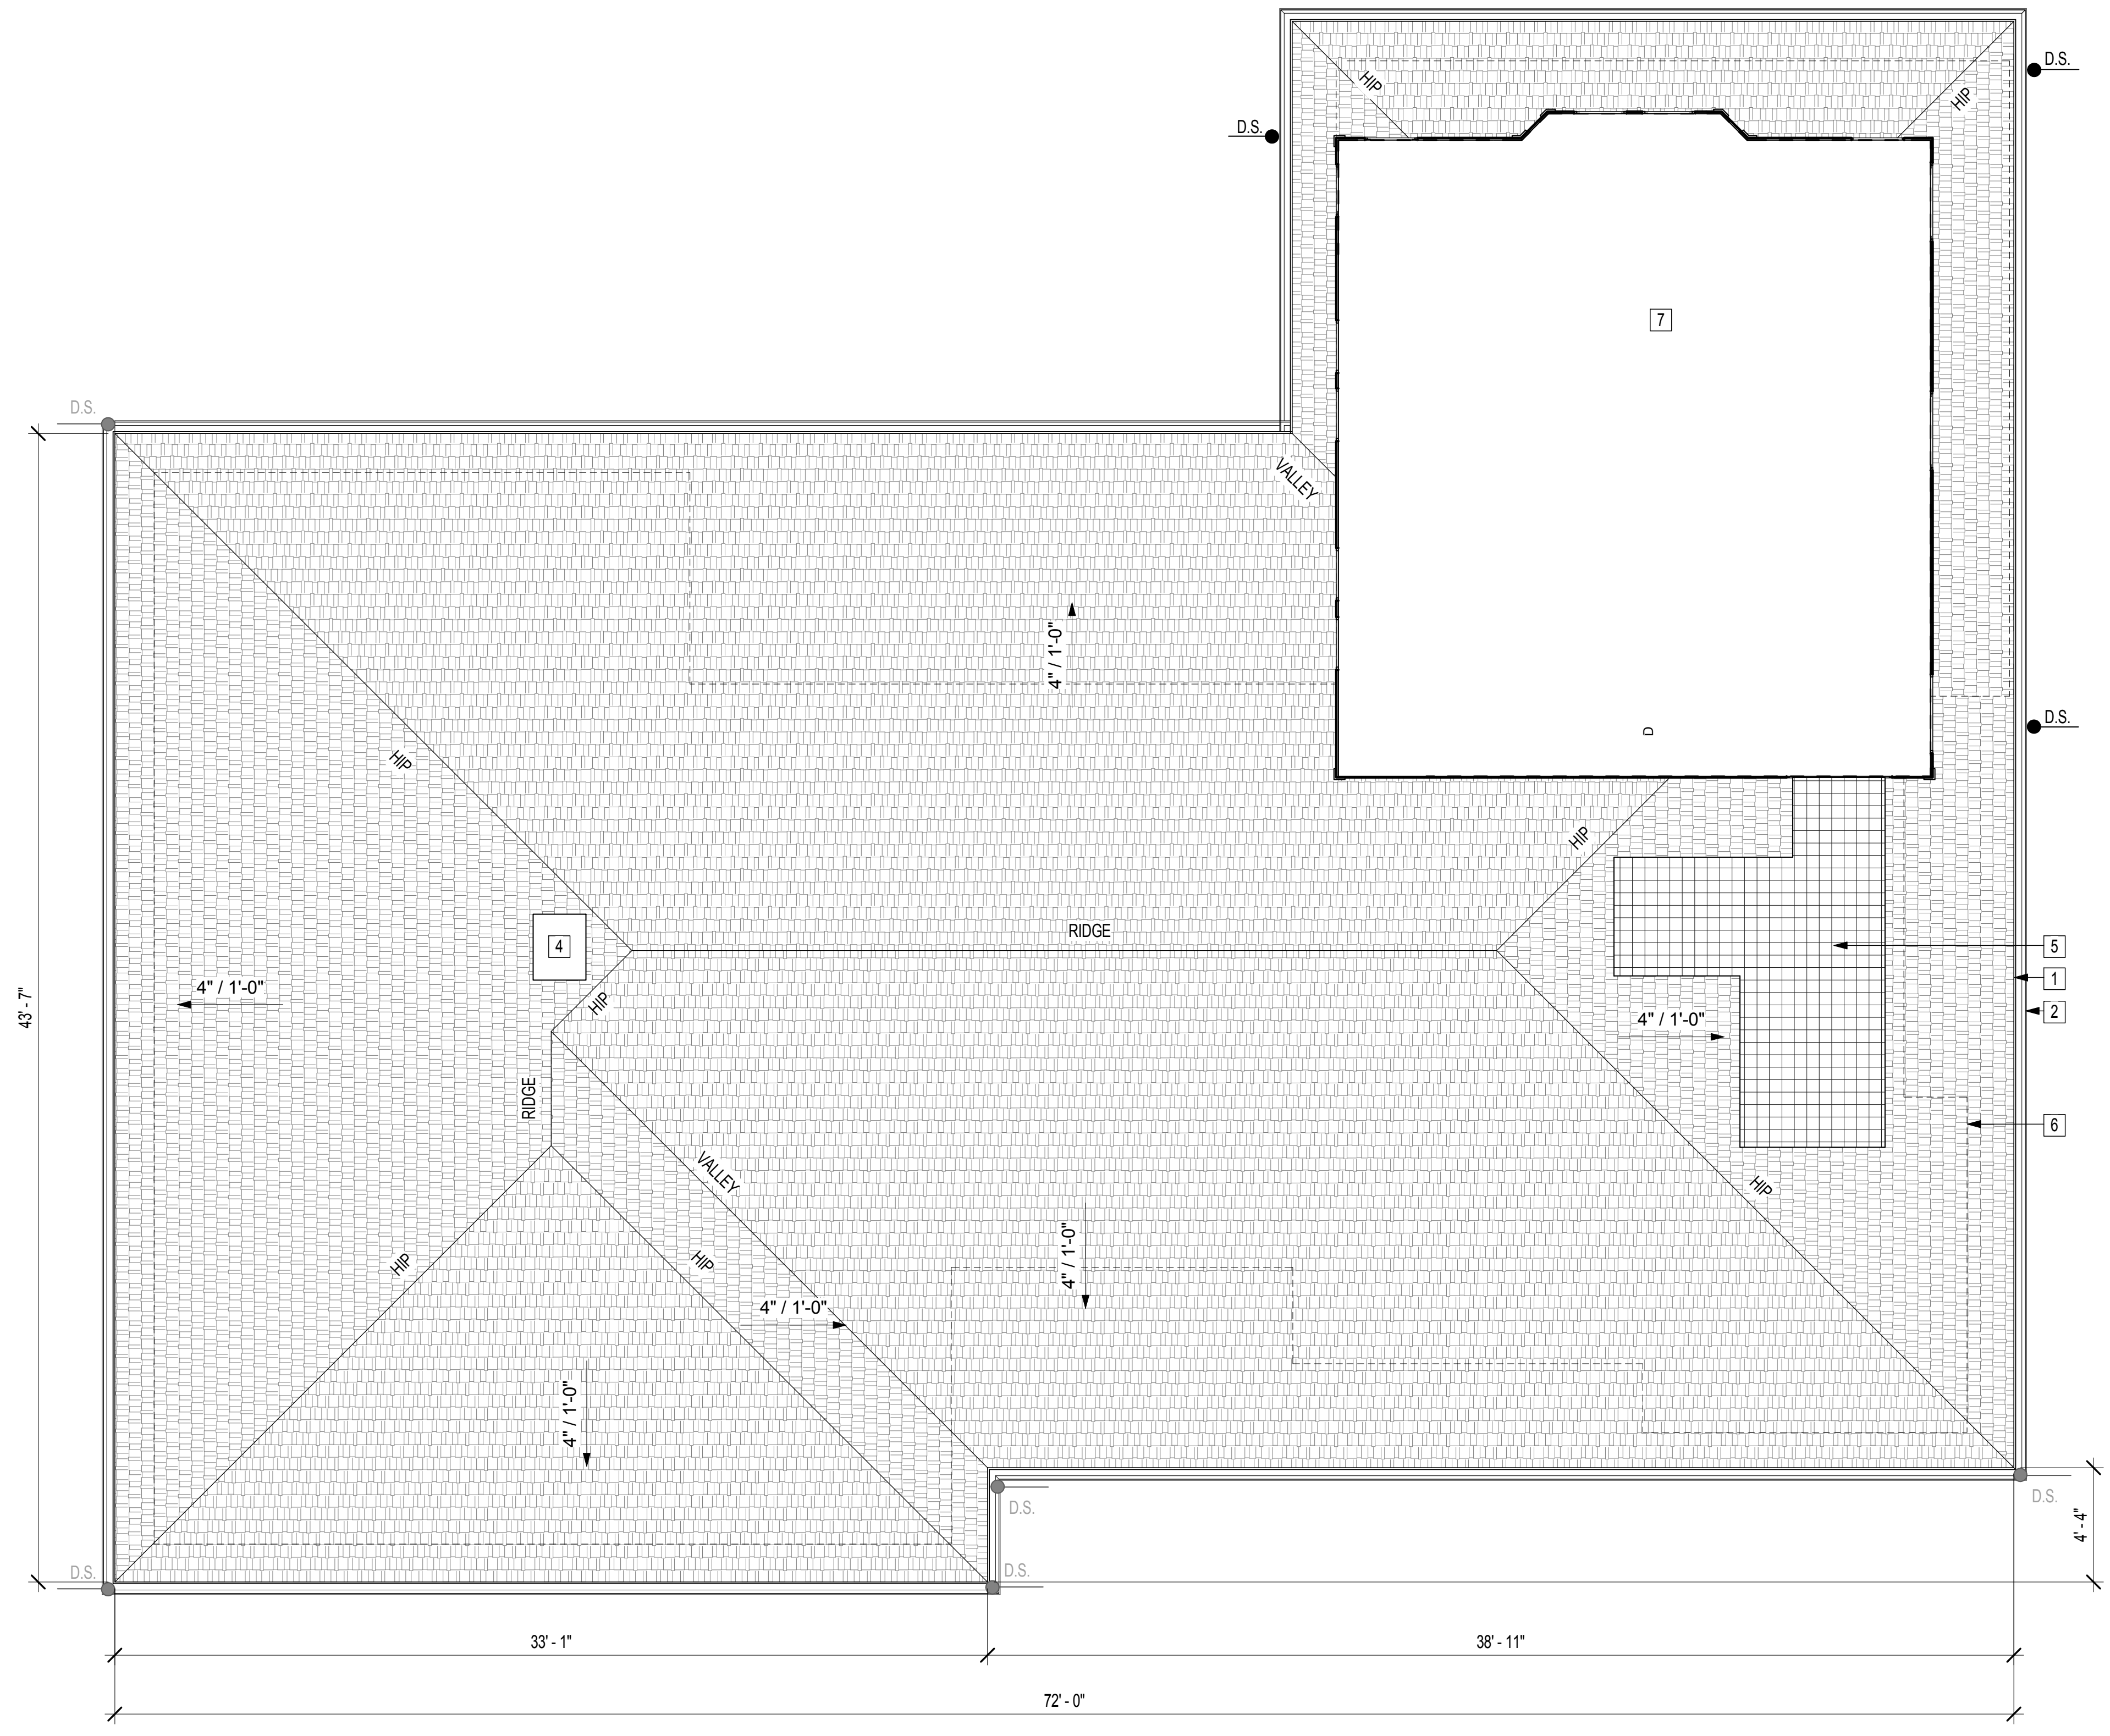 D.S.
HIP
HIP
D.S.
7
D.S.
VALLEY
4" / 1'-0"
D.S.
D
HIP
HIP
RIDGE
4
5
4" / 1'-0"
1
43' - 7"
HIP
2
4" / 1'-0"
RIDGE
6
VALLEY
HIP
4" / 1'-0"
HIP
HIP
4" / 1'-0"
4" / 1'-0"
D.S.
D.S.
4' - 4"
D.S.
D.S.
33' - 1"
38' - 11"
72' - 0"